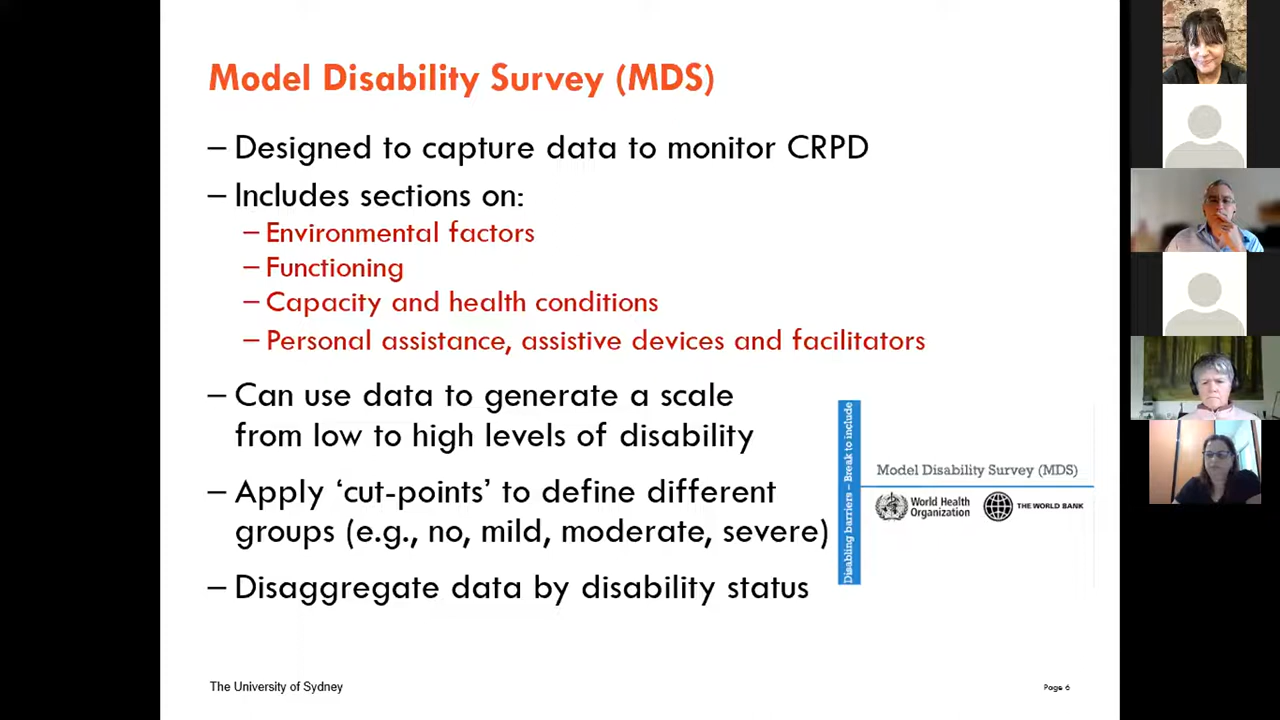 Model Disability Survey (MDS)
– Designed to capture data to monitor CRPD
– Includes sections on:
– Environmental factors
– Functioning
– Capacity and health conditions
– Personal assistance, assistive devices and facilitators
– Can use data to generate a scale
from low to high levels of disability
– Apply ‘cut-points’ to define different
groups (e.g., no, mild, moderate, severe)
– Disaggregate data by disability status
Disabling barriers – Break to include
Model Disability Survey (MDS)
World Health
Organization
THE WORLD BANK
The University of Sydney
Page 6